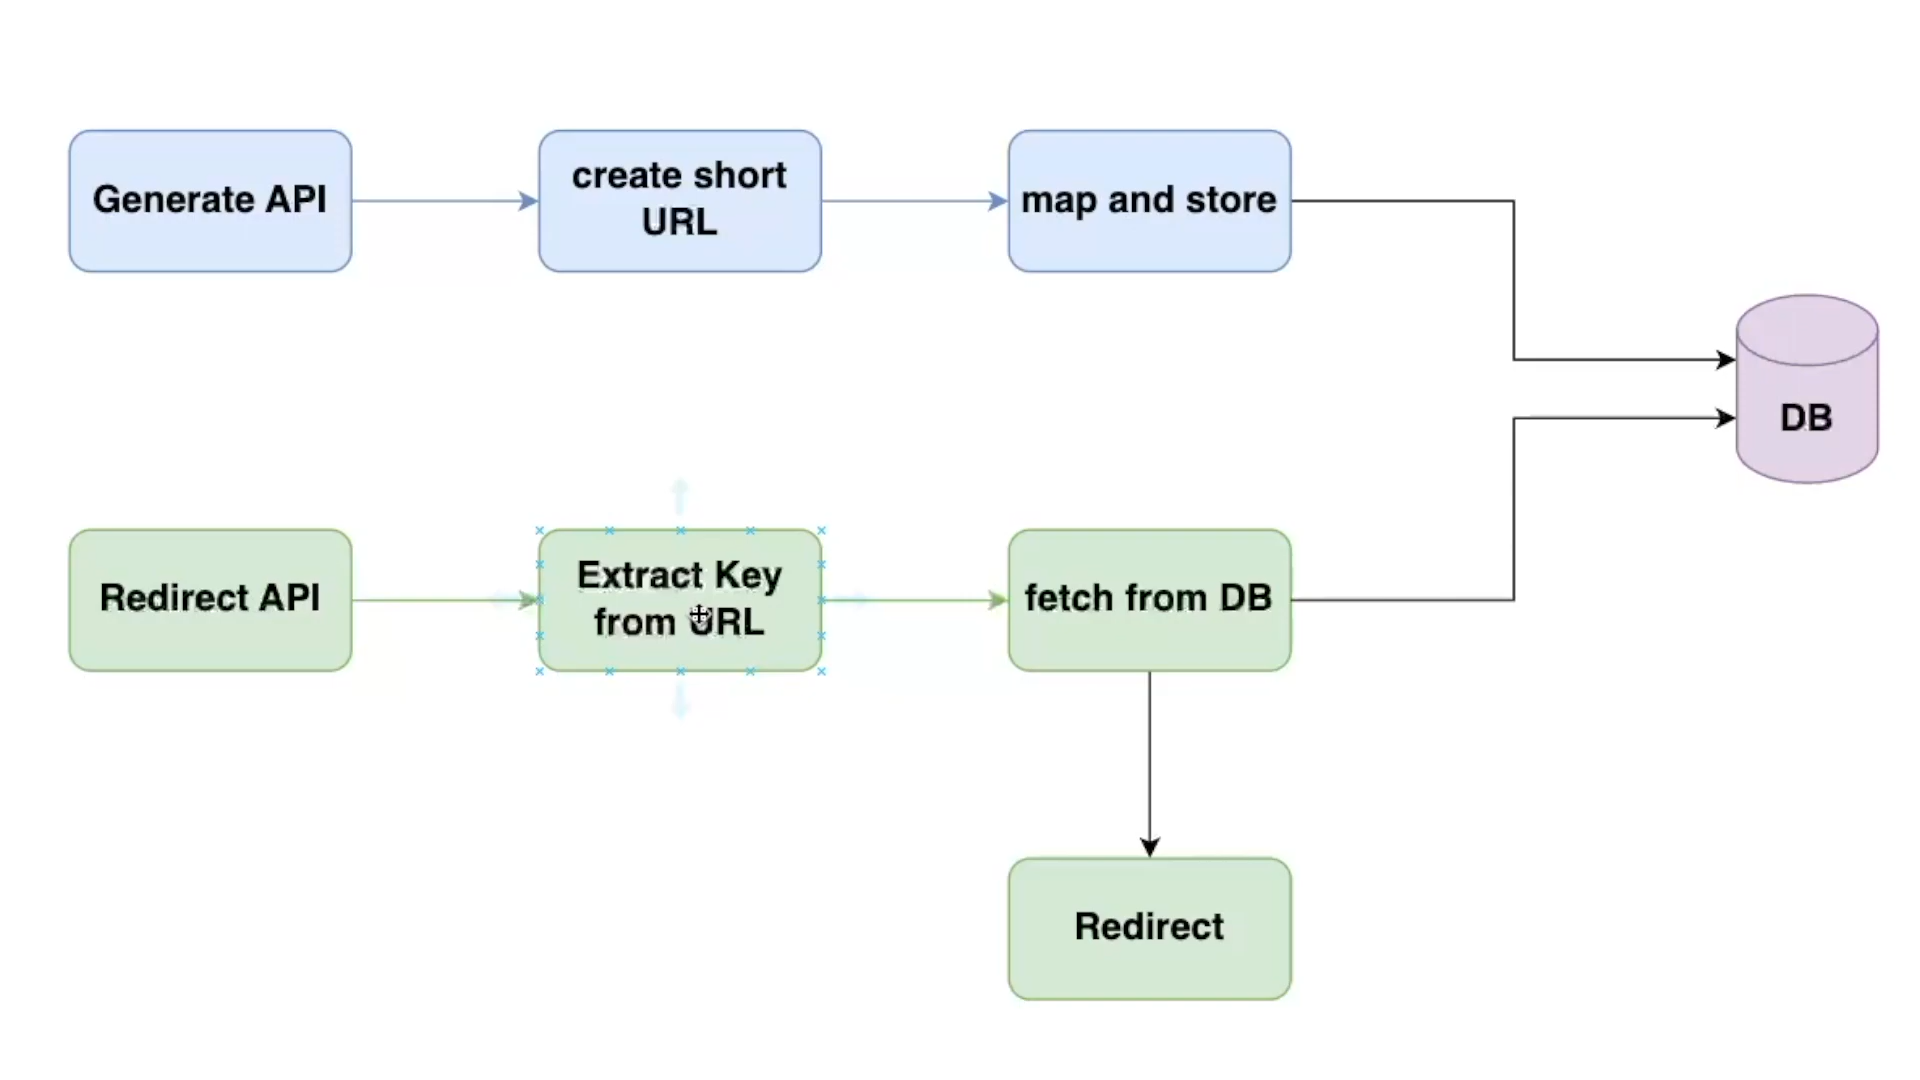 Generate API
create short
URL
map and store
DB
Redirect API
Extract Key
from URL
fetch from DB
Redirect